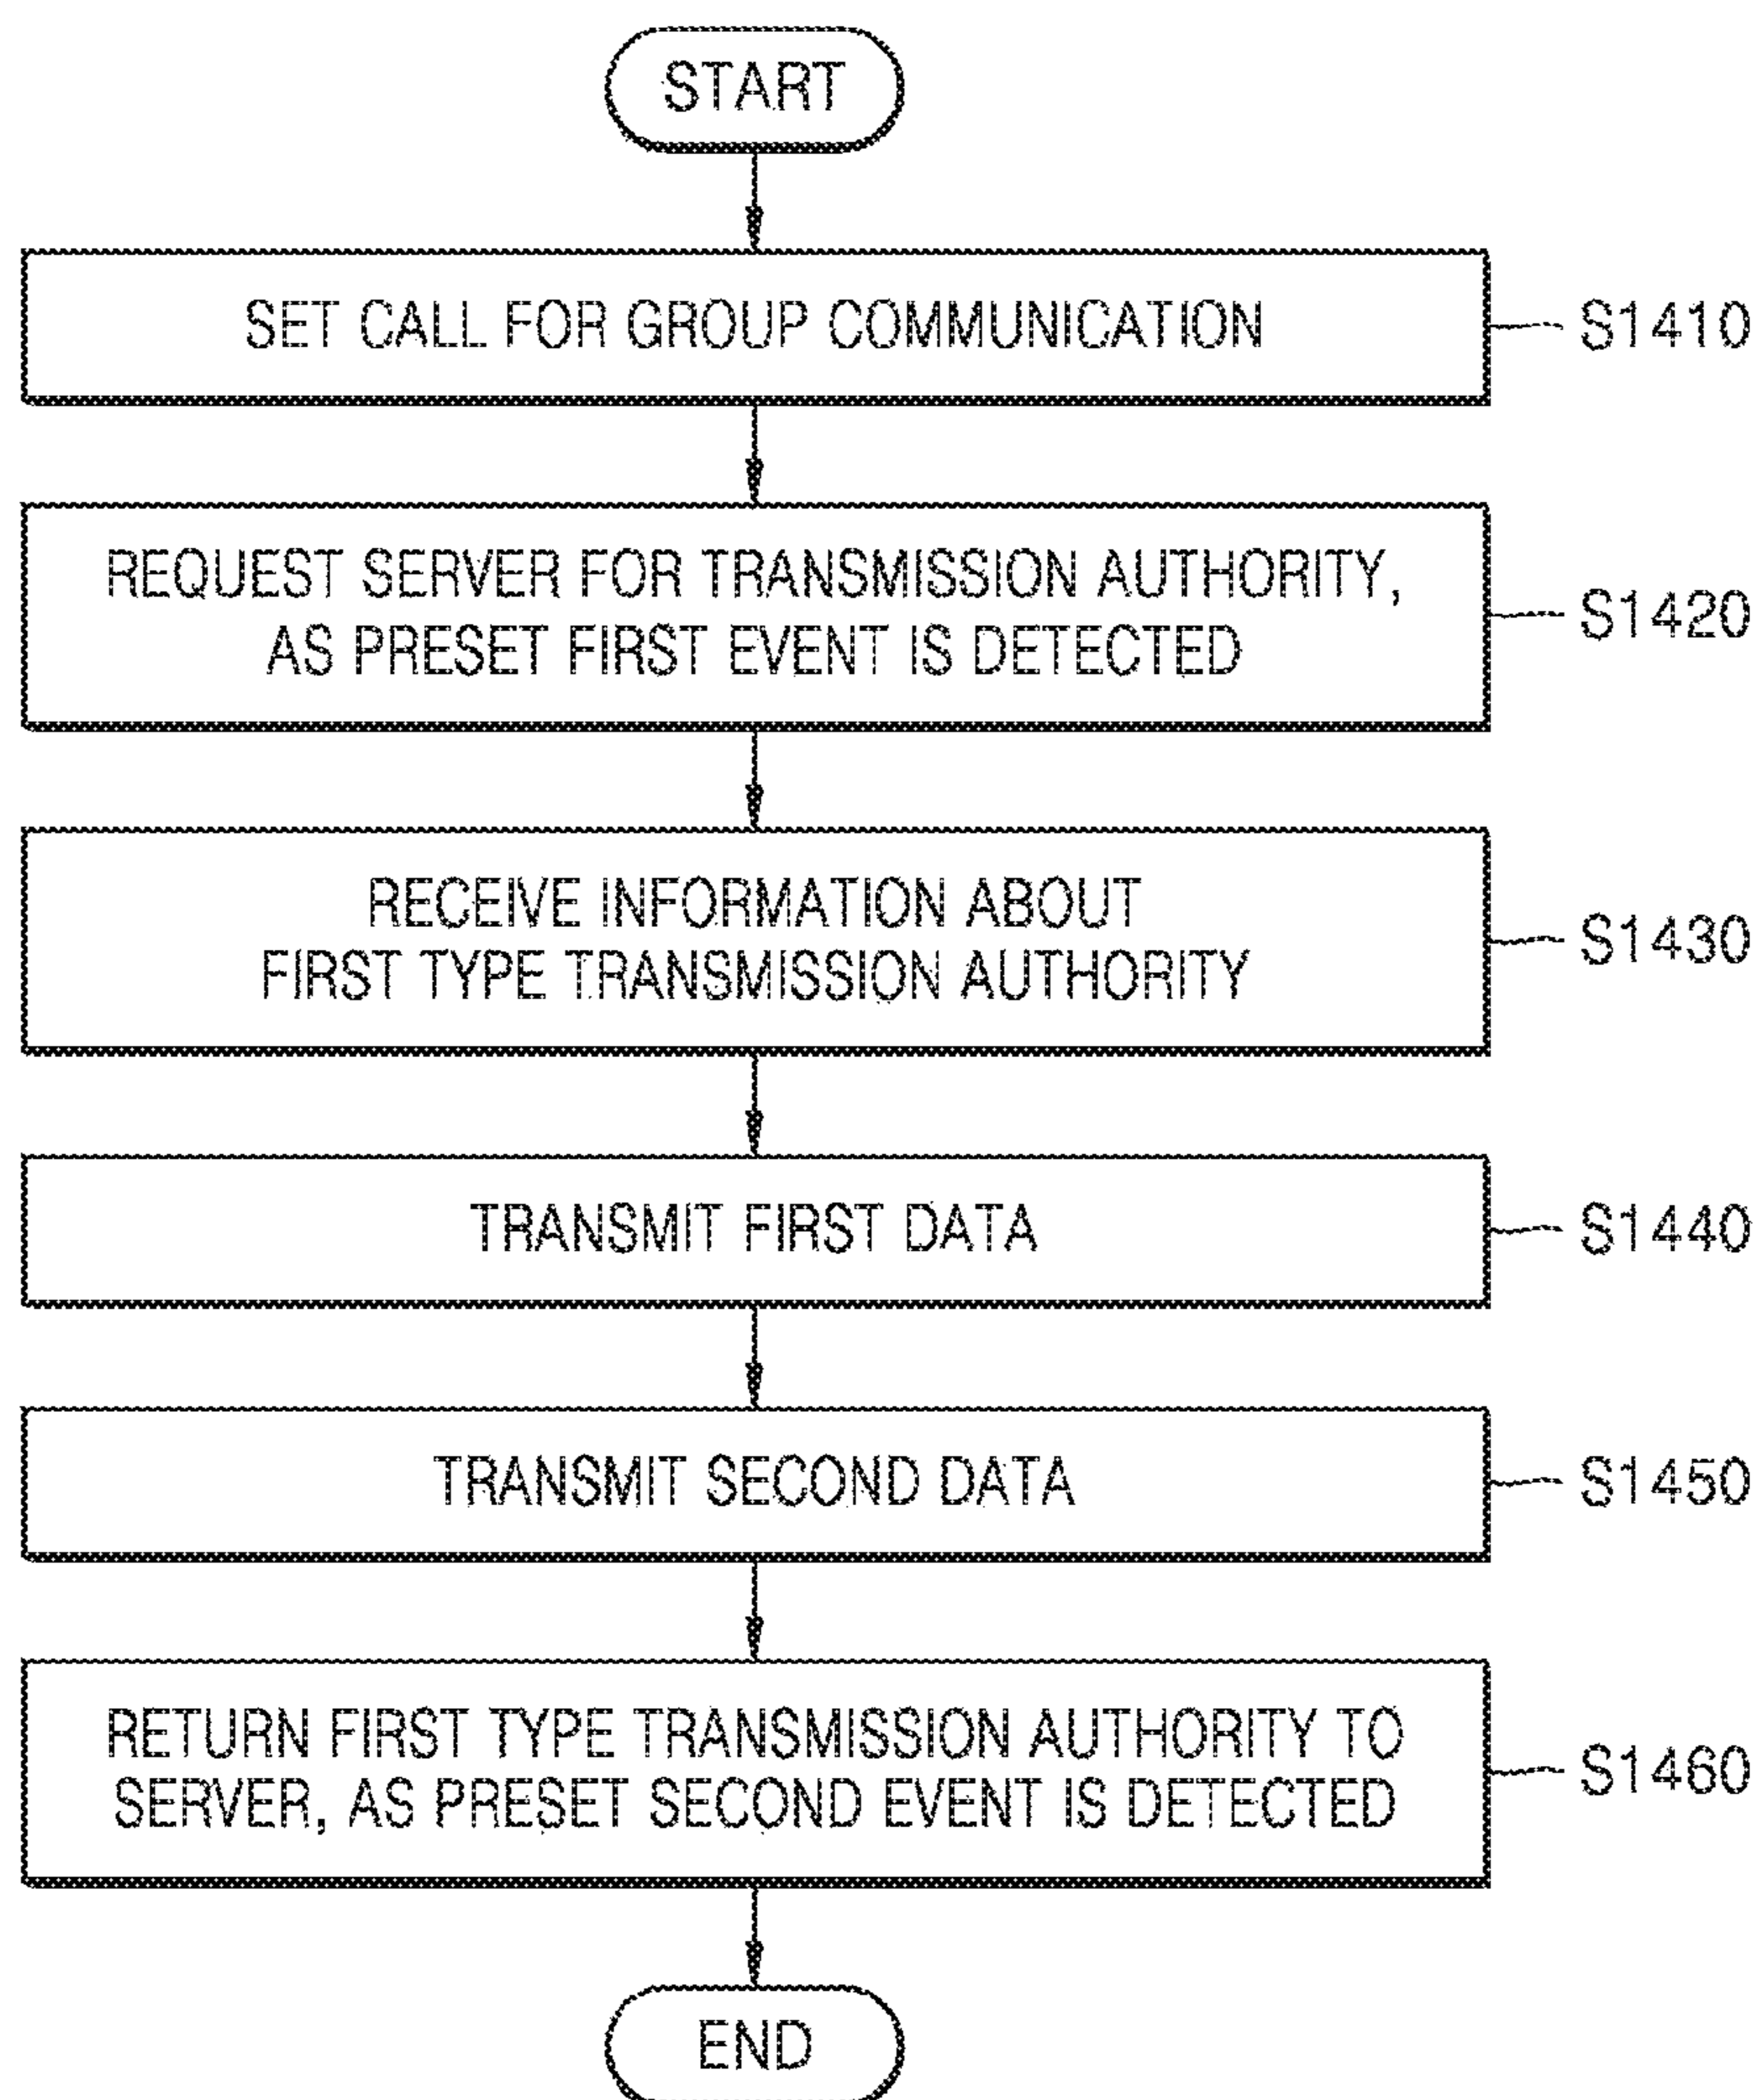 START
SET CALL FOR GROUP COMMUNICATION
S1410
REQUEST SERVER FOR TRANSMISSION AUTHORITY,
AS PRESET FIRST EVENT IS DETECTED
S1420
RECEIVE INFORMATION ABOUT
FIRST TYPE TRANSMISSION AUTHORITY
S1430
TRANSMIT FIRST DATA
S1440
TRANSMIT SECOND DATA
S1450
RETURN FIRST TYPE TRANSMISSION AUTHORITY TO
SERVER, AS PRESET SECOND EVENT IS DETECTED
S1460
END